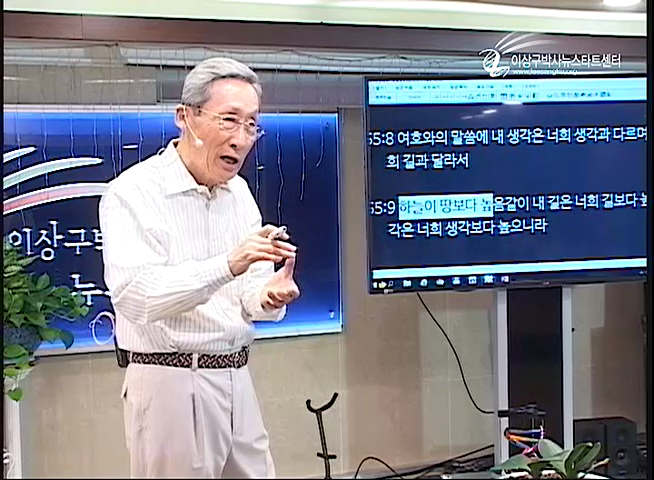 이상구박사뉴스타트센터
55:8 여호와의 말씀에 내 생각은 너희 생각과 다르며
희 길과 달라서
55:9 하늘이 땅보다 높음같이 내 길은 너희 길보다 높
각은 너희 생각보다 높으니라
이상구박
뉴